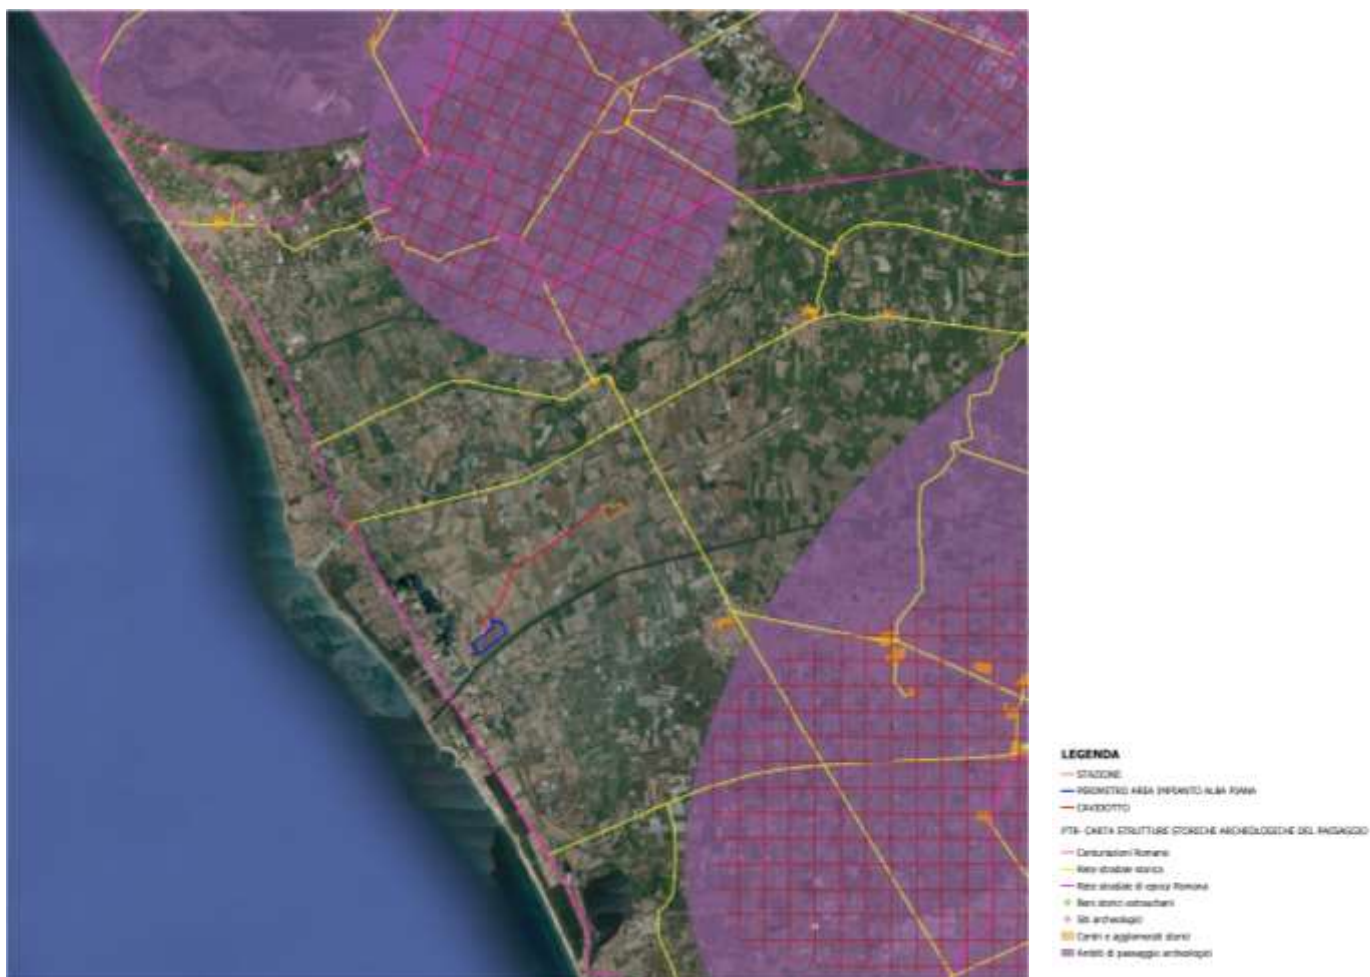 LEGENDA
STAZIONE
PERIMETRO AREA IMPIANTO ALBA PIANA
CAVIDOTTO
PTR- CARTA STRUTTURE STORICHE ARCHEOLOGICHE DEL PAESAGGIO
Centuriazioni Romane
Rete stradale storica
Rete stradale di epoca Romana
Beni storici extraurbani
Siti archeologici
Centri e agglomerati storici
Ambiti di paesaggio archeologici